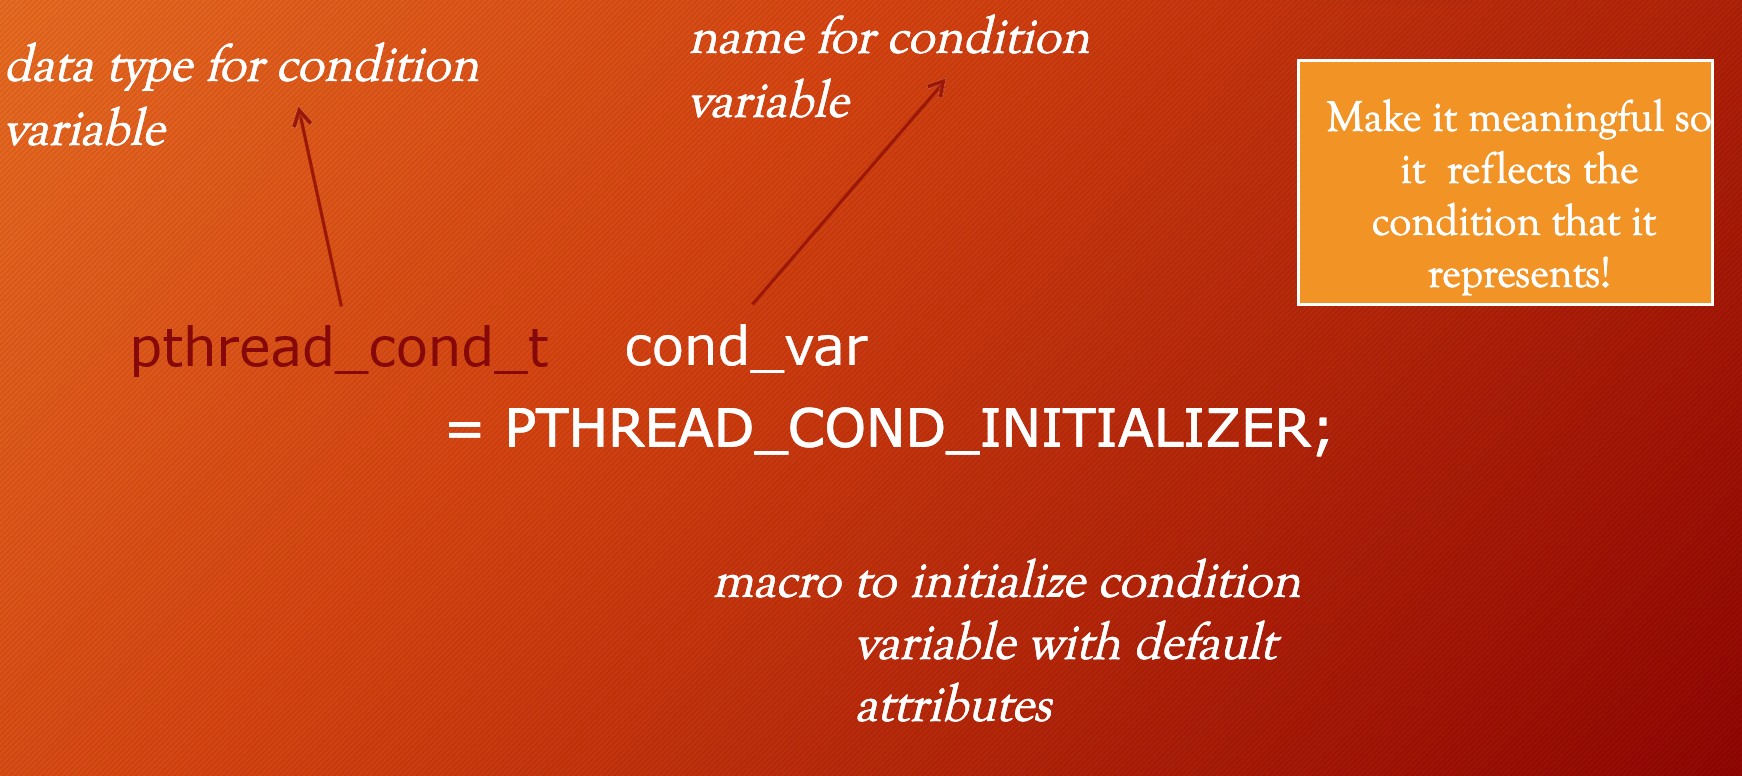 data type for condition
variable
name for condition
variable
Make it meaningful so
it reflects the
condition that it
represents!
pthread_cond_t cond_var
= PTHREAD_COND_INITIALIZER;
macro to initialize condition
variable with default
attributes